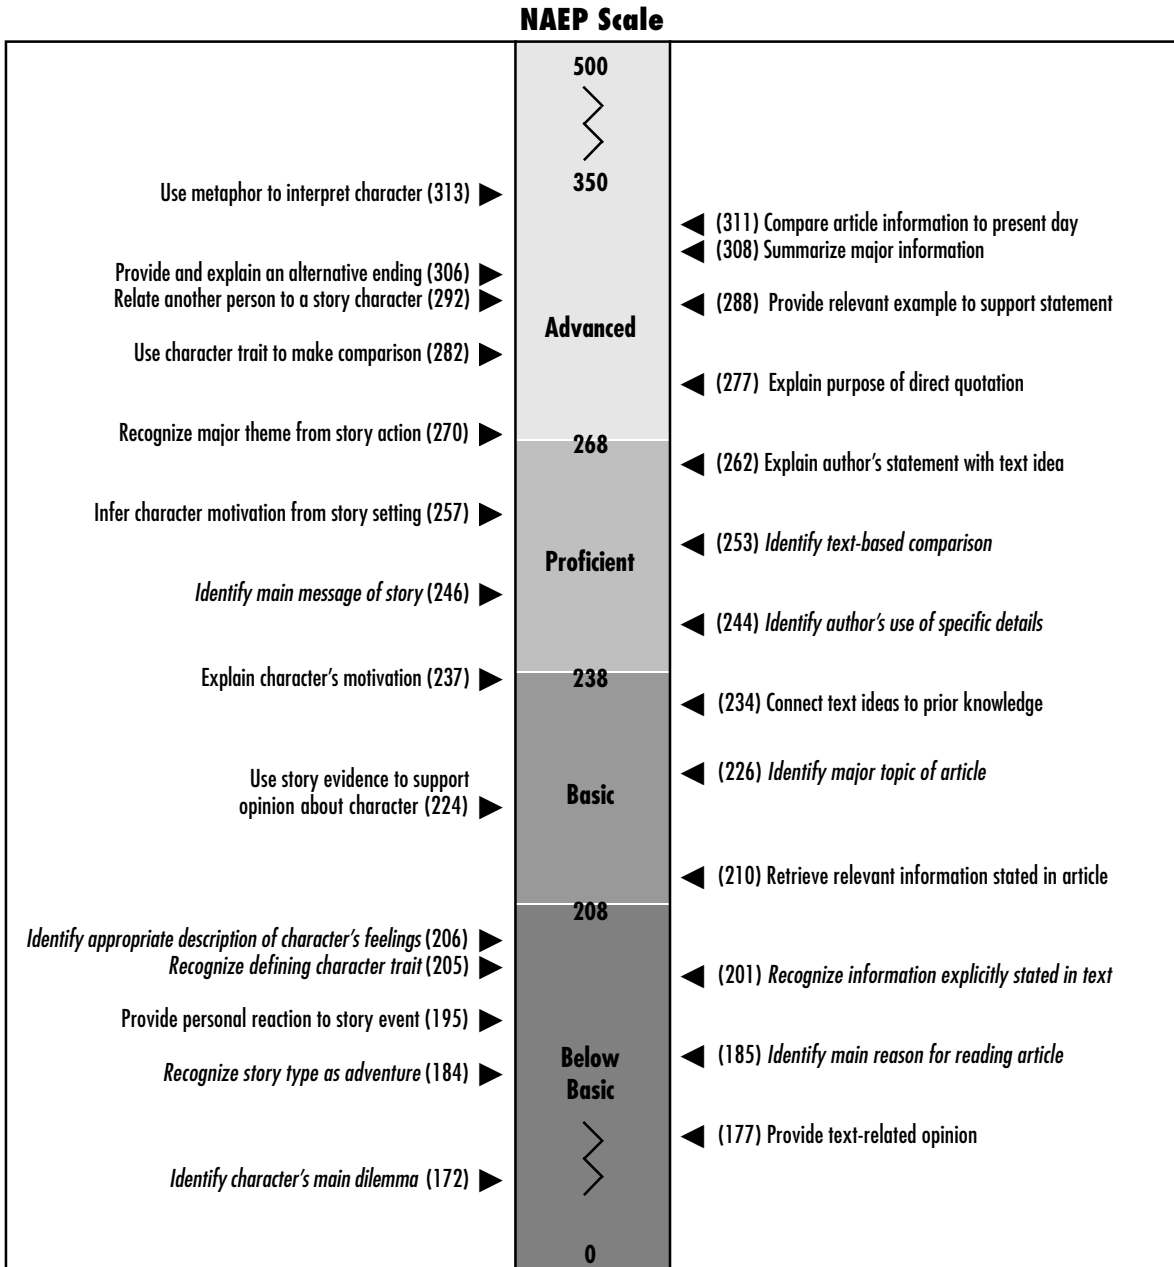 NAEP Scale
500
350
Use metaphor to interpret character (313)
(311) Compare article information to present day
(308) Summarize major information
Provide and explain an alternative ending (306)
Relate another person to a story character (292)
(288) Provide relevant example to support statement
Advanced
Use character trait to make comparison (282)
(277) Explain purpose of direct quotation
Recognize major theme from story action (270)
268
(262) Explain author's statement with text idea
Infer character motivation from story setting (257)
(253) Identify text-based comparison
Proficient
Identify main message of story (246)
(244) Identify author's use of specific details
Explain character's motivation (237)
238
(234) Connect text ideas to prior knowledge
(226) Identify major topic of article
Use story evidence to support
opinion about character (224)
Basic
(210) Retrieve relevant information stated in article
208
Identify appropriate description of character's feelings (206)
Recognize defining character trait (205)
(201) Recognize information explicitly stated in text
Provide personal reaction to story event (195)
(185) Identify main reason for reading article
Below
Basic
Recognize story type as adventure (184)
(177) Provide text-related opinion
Identify character's main dilemma (172)
0